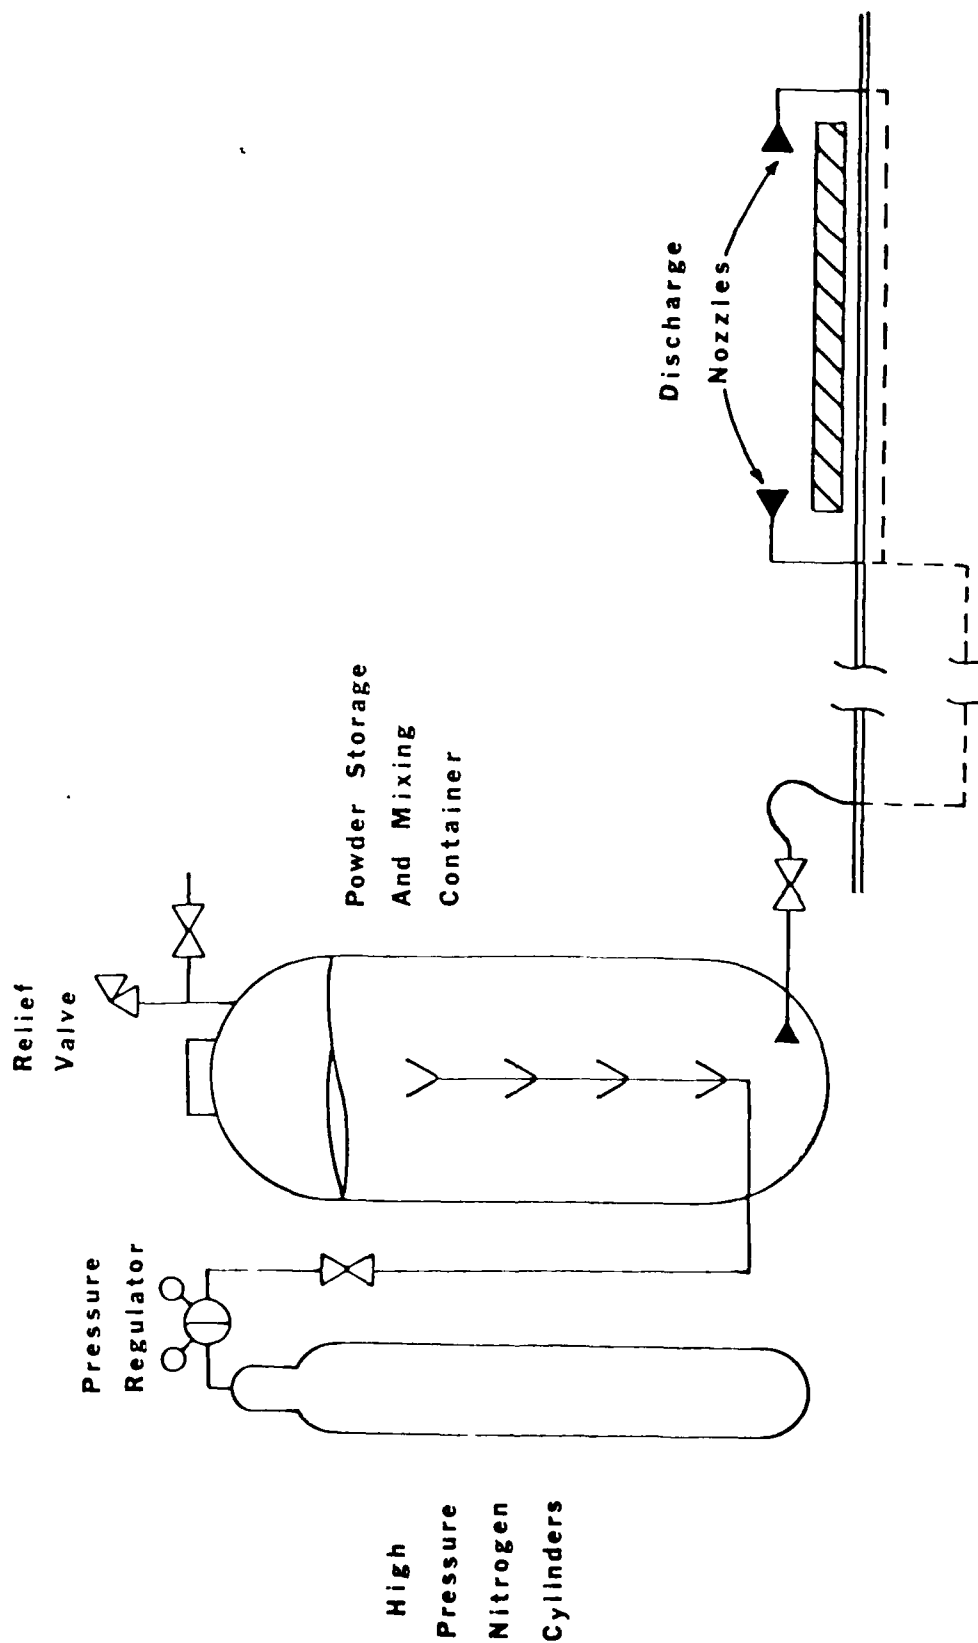 High
Pressure
Nitrogen
Cylinders
Pressure
Regulator
Relief
Valve
Powder Storage
And Mixing
Container
Discharge
Nozzles